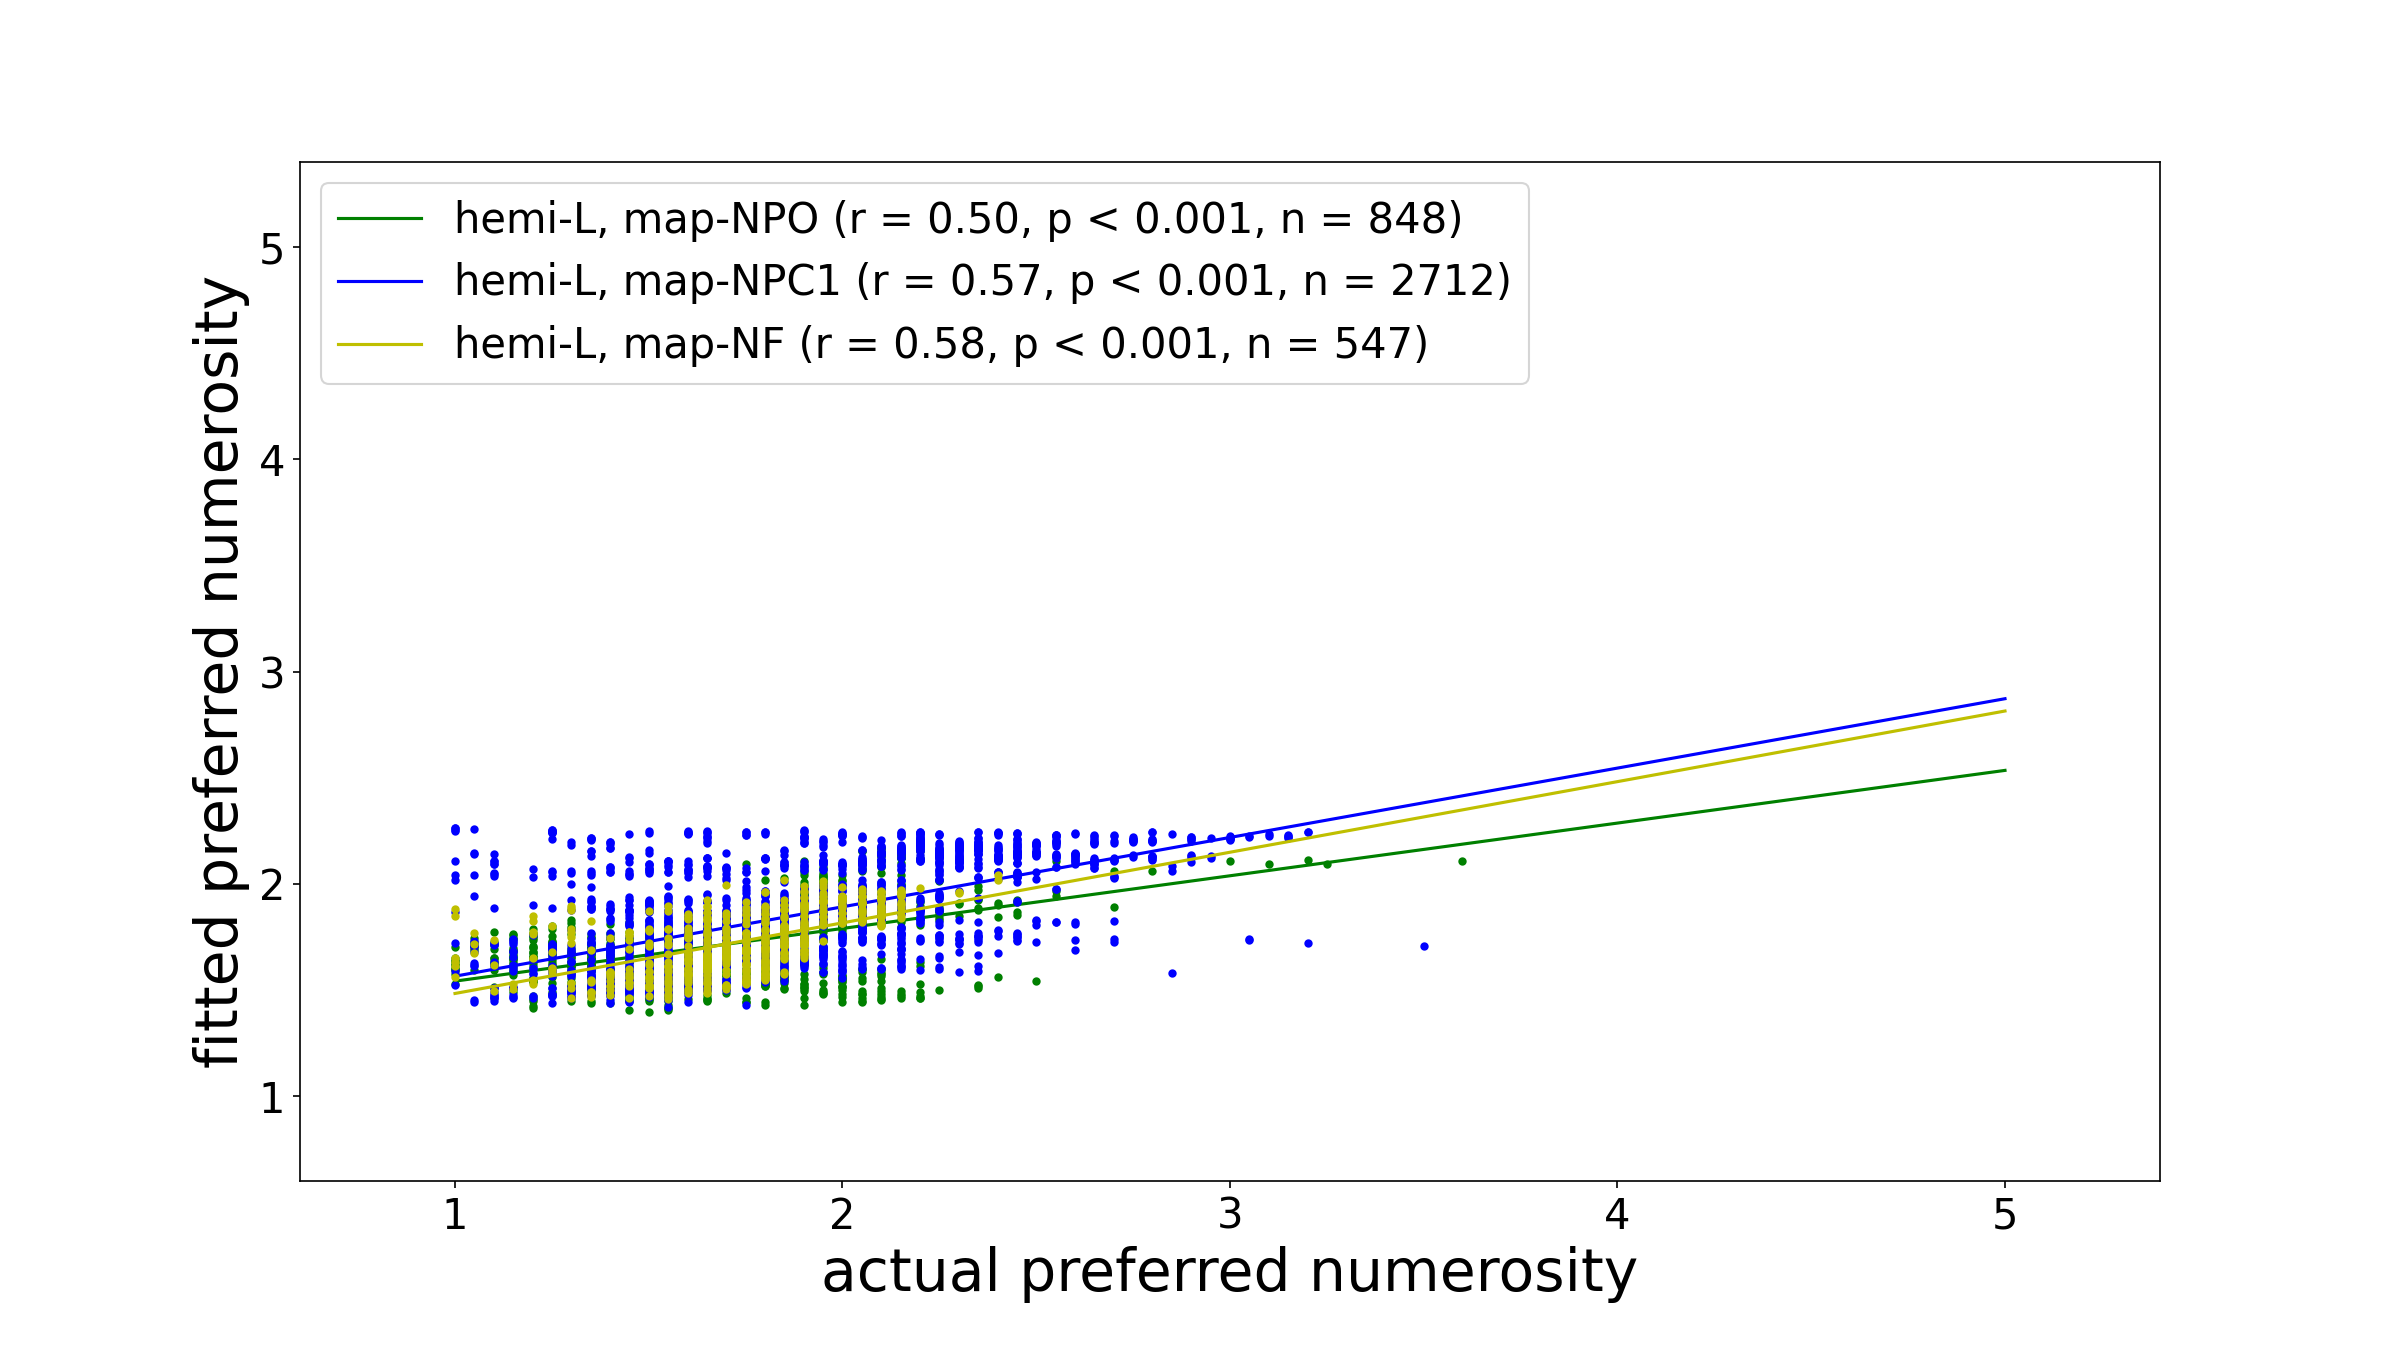 hemi-L, map-NPO (r = 0.50, p < 0.001, n = 848)
hemi-L, map-NPC1 (r = 0.57, p < 0.001, n = 2712)
hemi-L, map-NF (r = 0.58, p < 0.001, n = 547)
fitted preferred numerosity
5
4
3
2
1
1 2 3 4 5
actual preferred numerosity